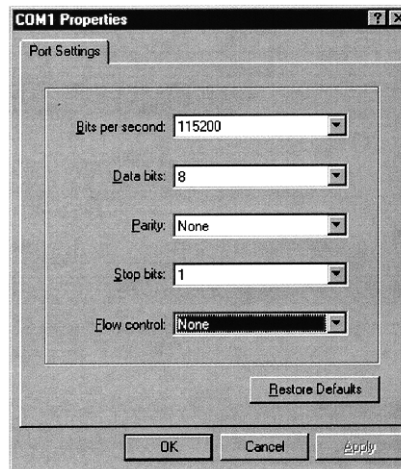 COM1 Properties
Port Settings
Bits per second: 115200
Data bits: 8
Parity: None
Stop bits: 1
Flow control: None
Restore Defaults
OK Cancel Apply